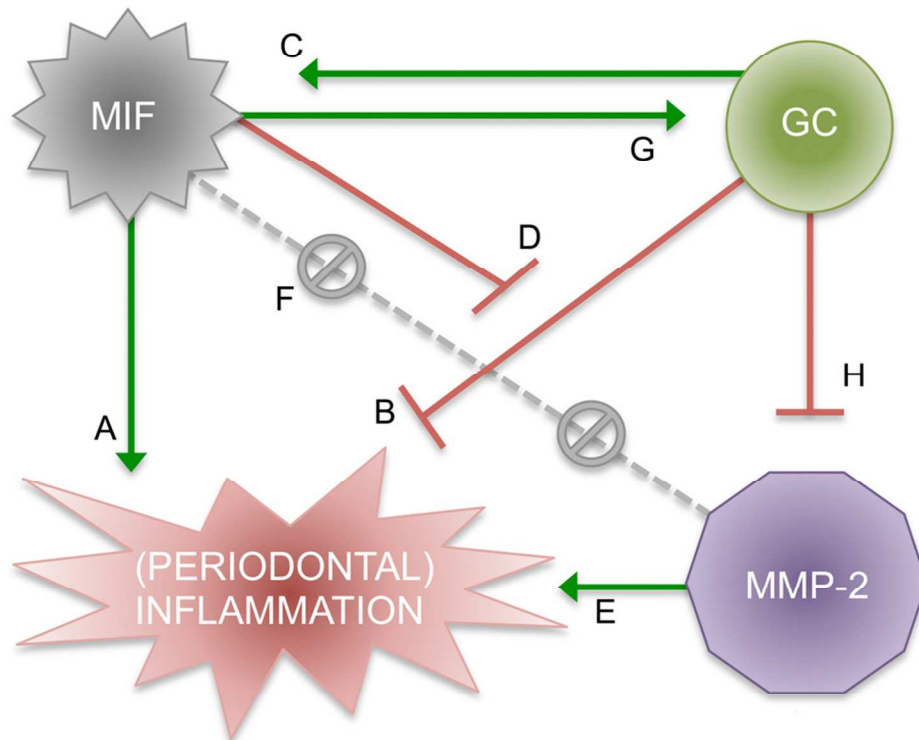 C
MIF
GC
G
D
F
H
B
A
(PERIODONTAL)
INFLAMMATION
MMP-2
E